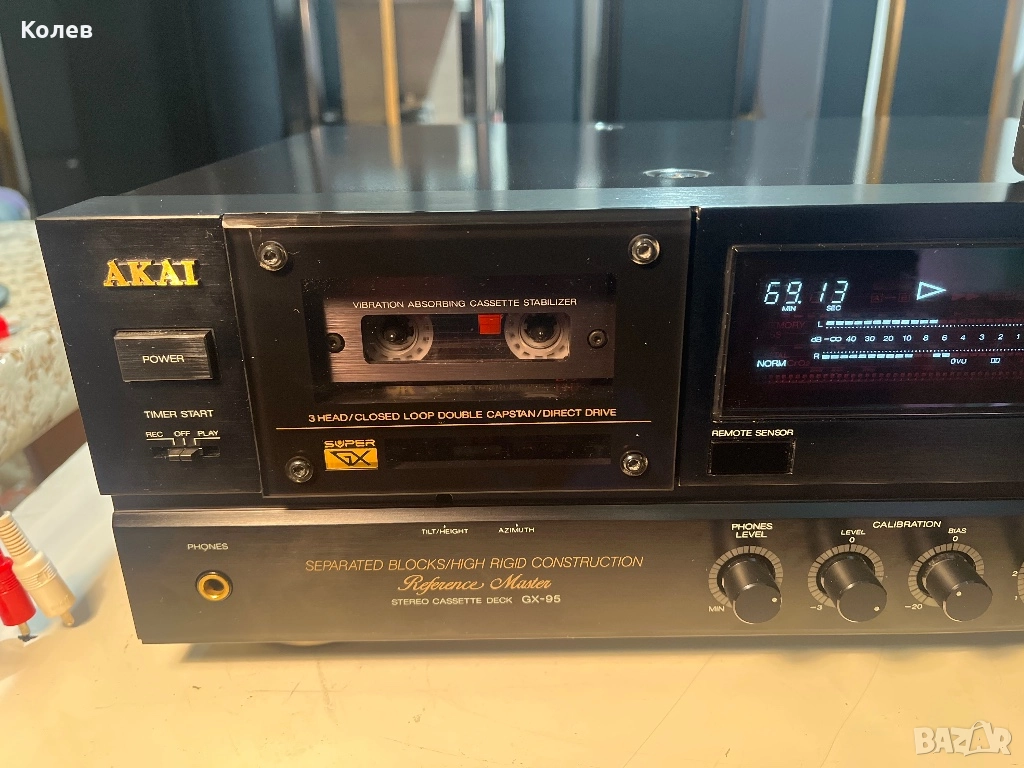 Колев
AKAI
POWER
TIMER START
REC OFF PLAY
VIBRATION ABSORBING CASSETTE STABILIZER
3 HEAD/CLOSED LOOP DOUBLE CAPSTAN/DIRECT DRIVE
SUPER
GX
69 13
MIN SEC
L
dB -∞ 40 30 20 10 8 6 4 3 2 1
R
NORM
REMOTE SENSOR
TILT/HEIGHT AZIMUTH
PHONES
SEPARATED BLOCKS/HIGH RIGID CONSTRUCTION
Reference Master
STEREO CASSETTE DECK GX-95
PHONES
LEVEL
MIN
CALIBRATION
LEVEL
0
-3
BIAS
0
-20
BAZAR